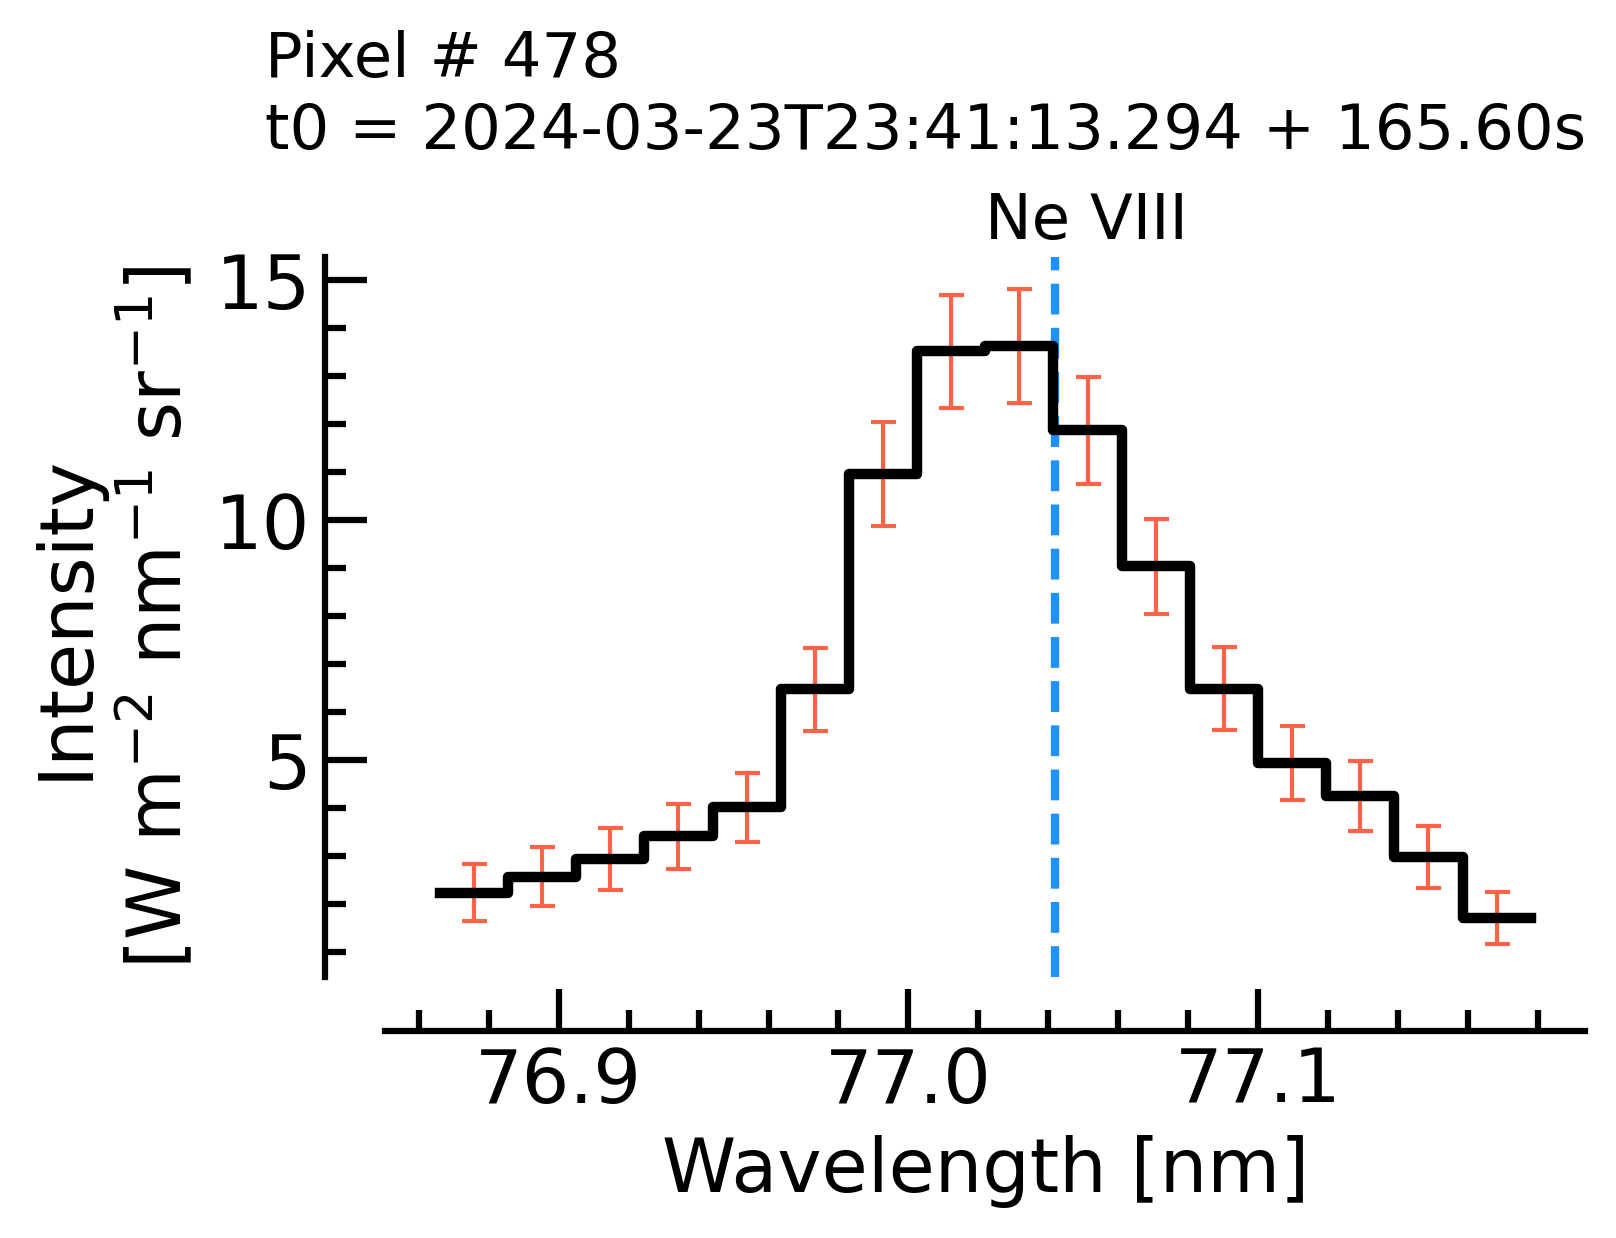 Pixel # 478
t0 = 2024-03-23T23:41:13.294 + 165.60s
Ne VIII
Intensity
[W m⁻² nm⁻¹ sr⁻¹]
15
10
5
76.9 77.0 77.1
Wavelength [nm]